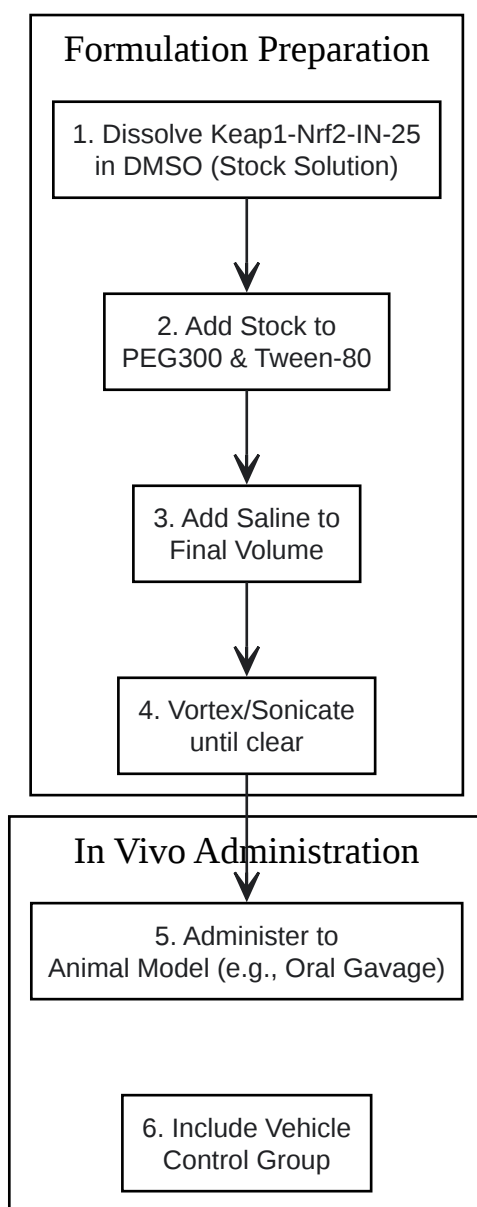 Formulation Preparation
1. Dissolve Keap1-Nrf2-IN-25
in DMSO (Stock Solution)
2. Add Stock to
PEG300 & Tween-80
3. Add Saline to
Final Volume
4. Vortex/Sonicate
until clear
In Vivo Administration
5. Administer to
Animal Model (e.g., Oral Gavage)
6. Include Vehicle
Control Group